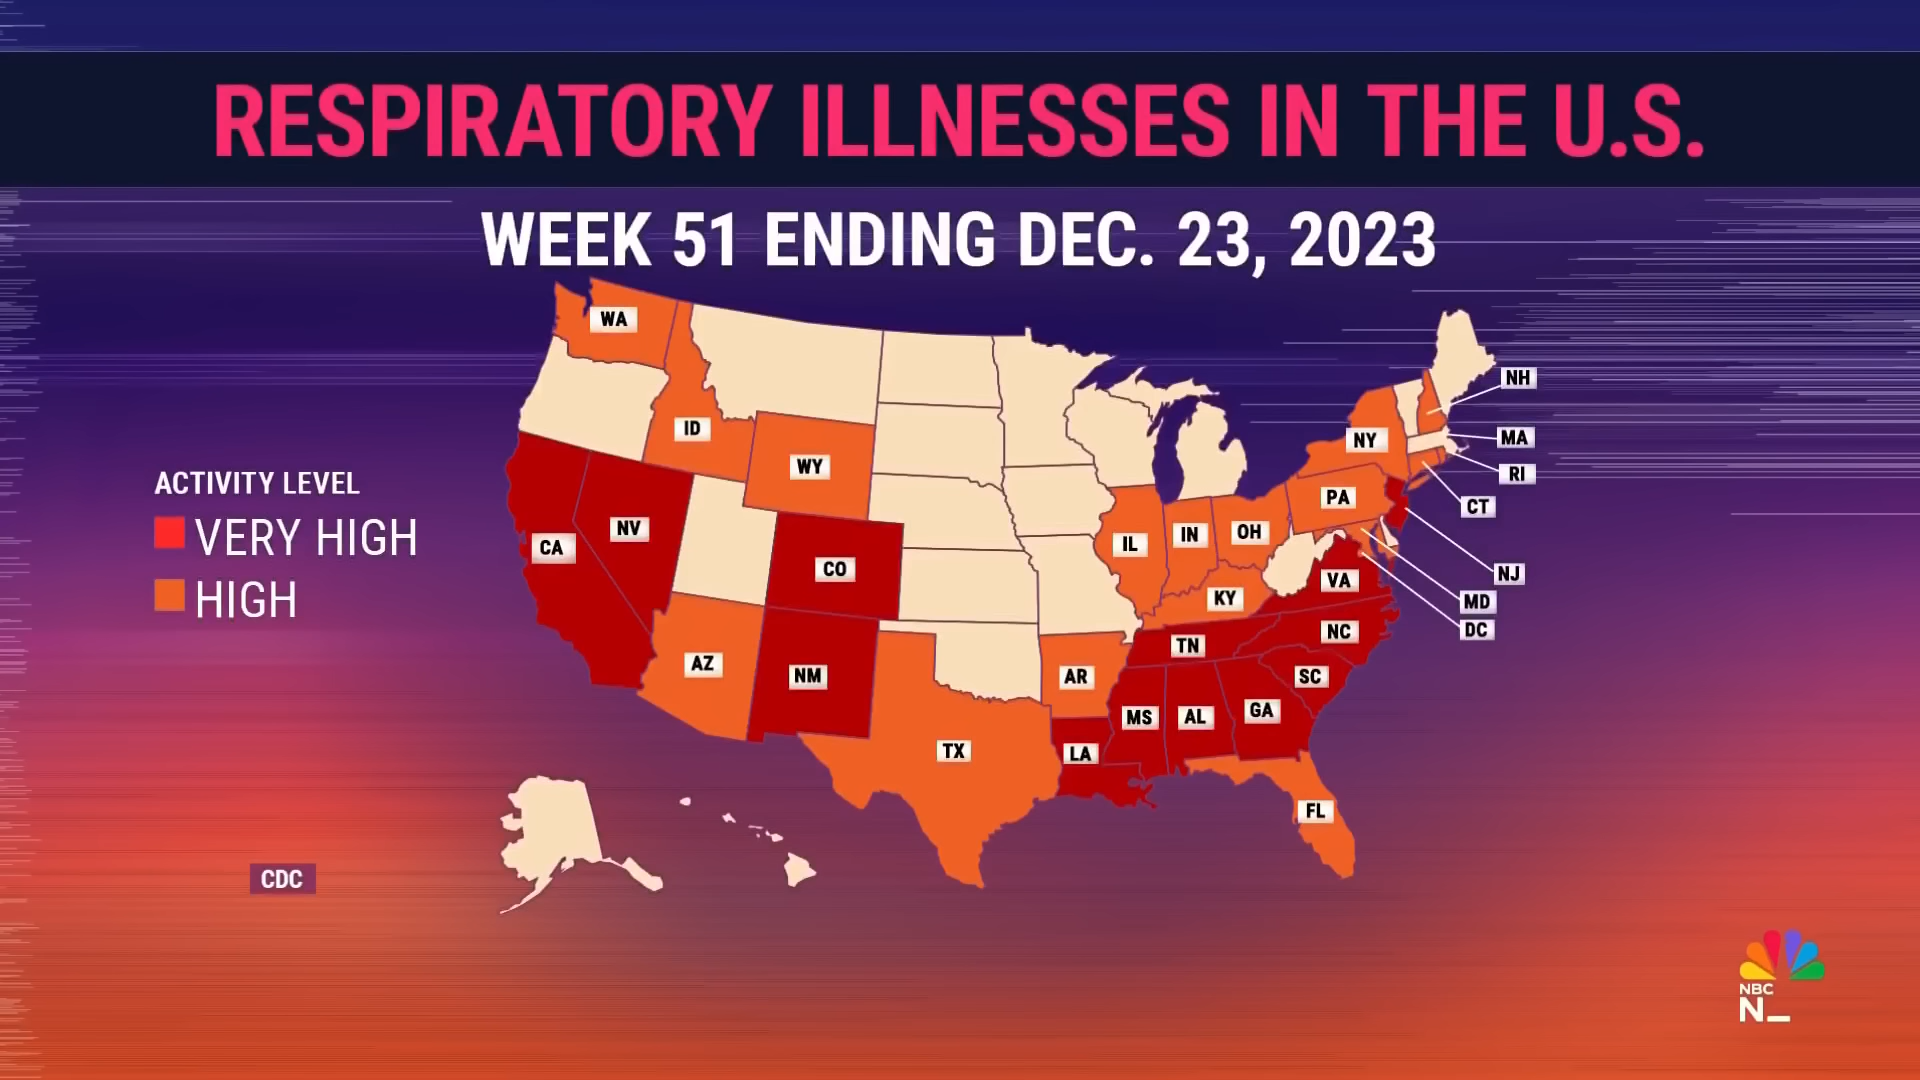 RESPIRATORY ILLNESSES IN THE U.S.
WEEK 51 ENDING DEC. 23, 2023
ACTIVITY LEVEL
VERY HIGH
HIGH
WA
ID
WY
NV
CA
CO
AZ
NM
TX
AR
LA
IL
IN
OH
KY
TN
MS
AL
GA
SC
NC
VA
FL
PA
NY
NH
MA
RI
CT
NJ
MD
DC
CDC
NBC
N_